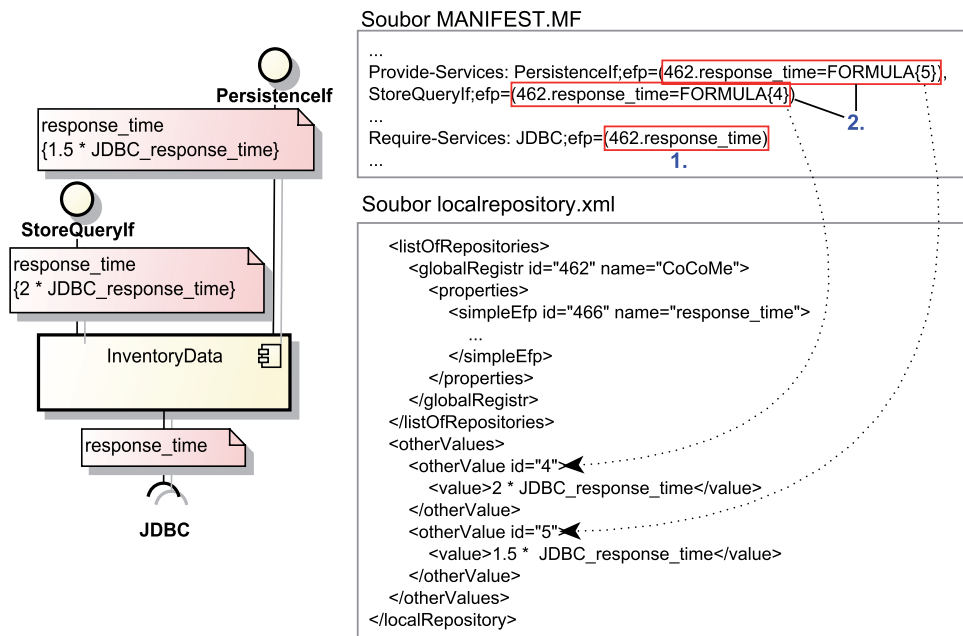 PersistenceIf
response_time
{1.5 * JDBC_response_time}
StoreQueryIf
response_time
{2 * JDBC_response_time}
InventoryData
response_time
JDBC
Soubor MANIFEST.MF
...
Provide-Services: PersistenceIf;efp=(462.response_time=FORMULA{5}),
StoreQueryIf;efp=(462.response_time=FORMULA{4})
2.
...
Require-Services: JDBC;efp=(462.response_time)
...
1.
Soubor localrepository.xml
<listOfRepositories>
<globalRegistr id="462" name="CoCoMe">
<properties>
<simpleEfp id="466" name="response_time">
...
</simpleEfp>
</properties>
</globalRegistr>
</listOfRepositories>
<otherValues>
<otherValue id="4">
<value>2 * JDBC_response_time</value>
</otherValue>
<otherValue id="5">
<value>1.5 *  JDBC_response_time</value>
</otherValue>
</otherValues>
</localRepository>